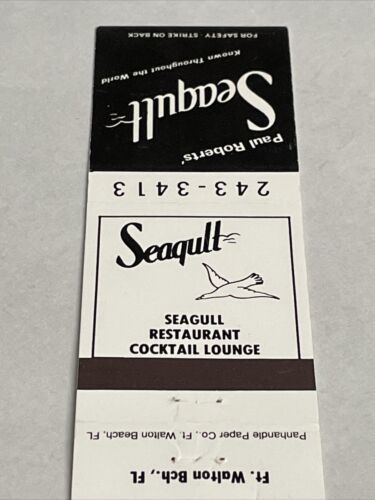 FOR SAFETY - STRIKE ON BACK
Known Throughout the World
Seagull
Paul Roberts'
243-3413
Seagull
SEAGULL
RESTAURANT
COCKTAIL LOUNGE
Panhandle Paper Co., Ft. Walton Beach, FL
Ft. Walton Bch., FL